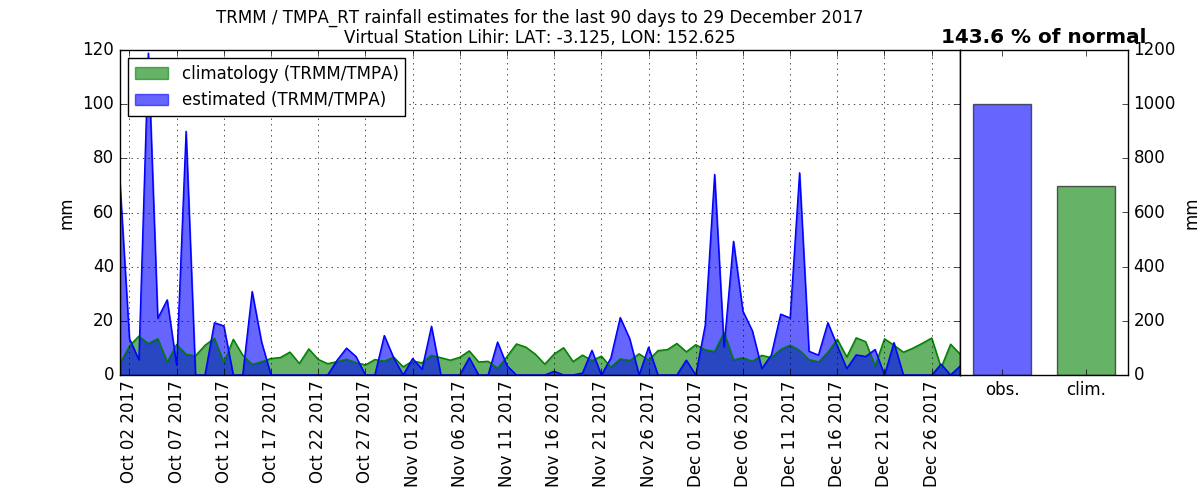 TRMM / TMPA_RT rainfall estimates for the last 90 days to 29 December 2017
Virtual Station Lihir: LAT: -3.125, LON: 152.625
143.6 % of normal
climatology (TRMM/TMPA)
estimated (TRMM/TMPA)
120
100
80
60
40
20
0
mm
1200
1000
800
600
400
200
0
mm
Oct 02 2017
Oct 07 2017
Oct 12 2017
Oct 17 2017
Oct 22 2017
Oct 27 2017
Nov 01 2017
Nov 06 2017
Nov 11 2017
Nov 16 2017
Nov 21 2017
Nov 26 2017
Dec 01 2017
Dec 06 2017
Dec 11 2017
Dec 16 2017
Dec 21 2017
Dec 26 2017
obs.
clim.